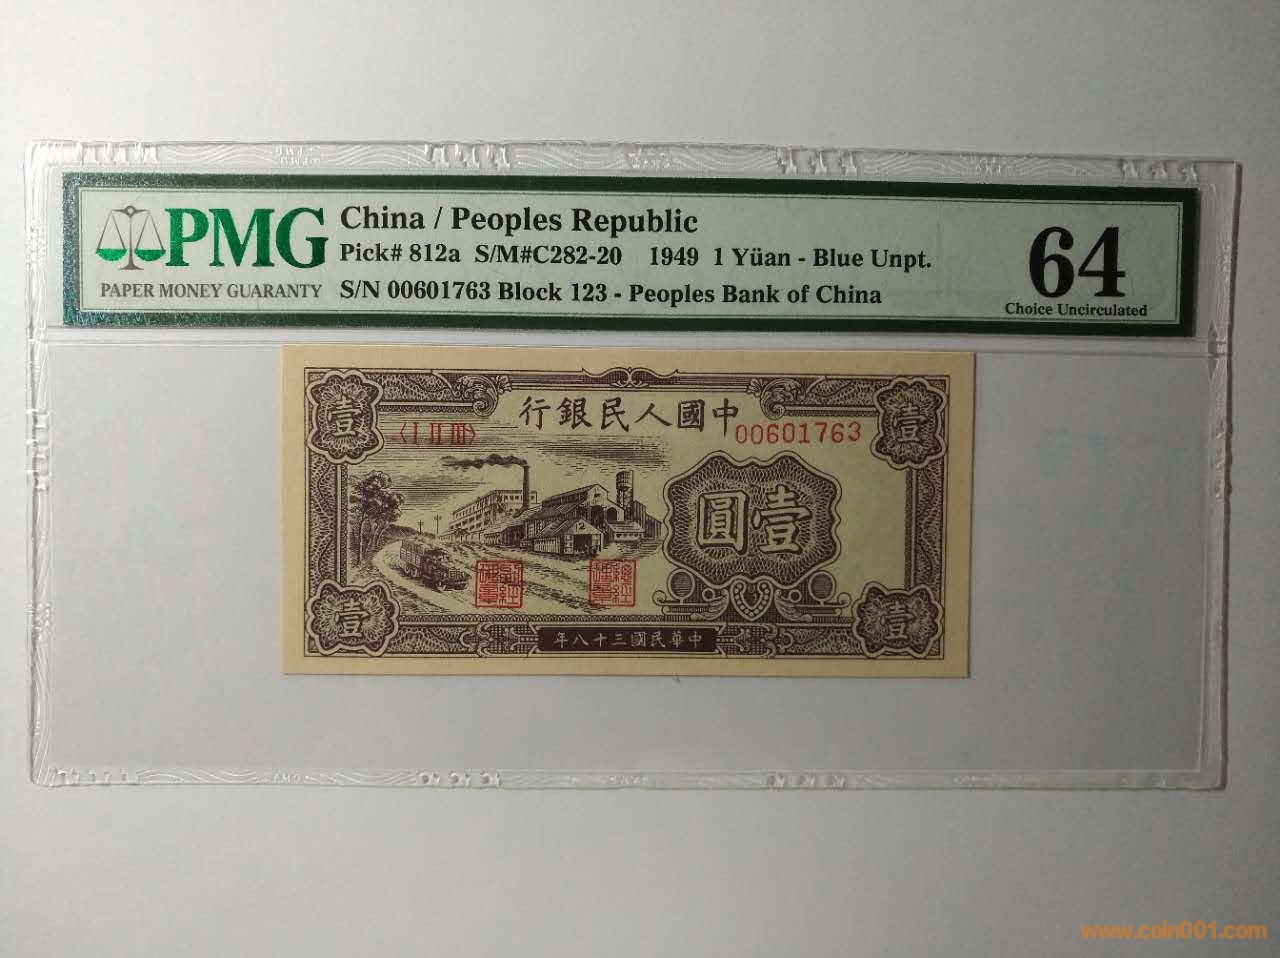 PMG
PAPER MONEY GUARANTY
China / Peoples Republic
Pick# 812a S/M#C282-20 1949 1 Yüan - Blue Unpt.
S/N 00601763 Block 123 - Peoples Bank of China
64
Choice Uncirculated
行銀民人國中
〈I II III〉
00601763
壹
壹
圓壹
壹
壹
年八十三國民華中
PMG
www.coin001.com